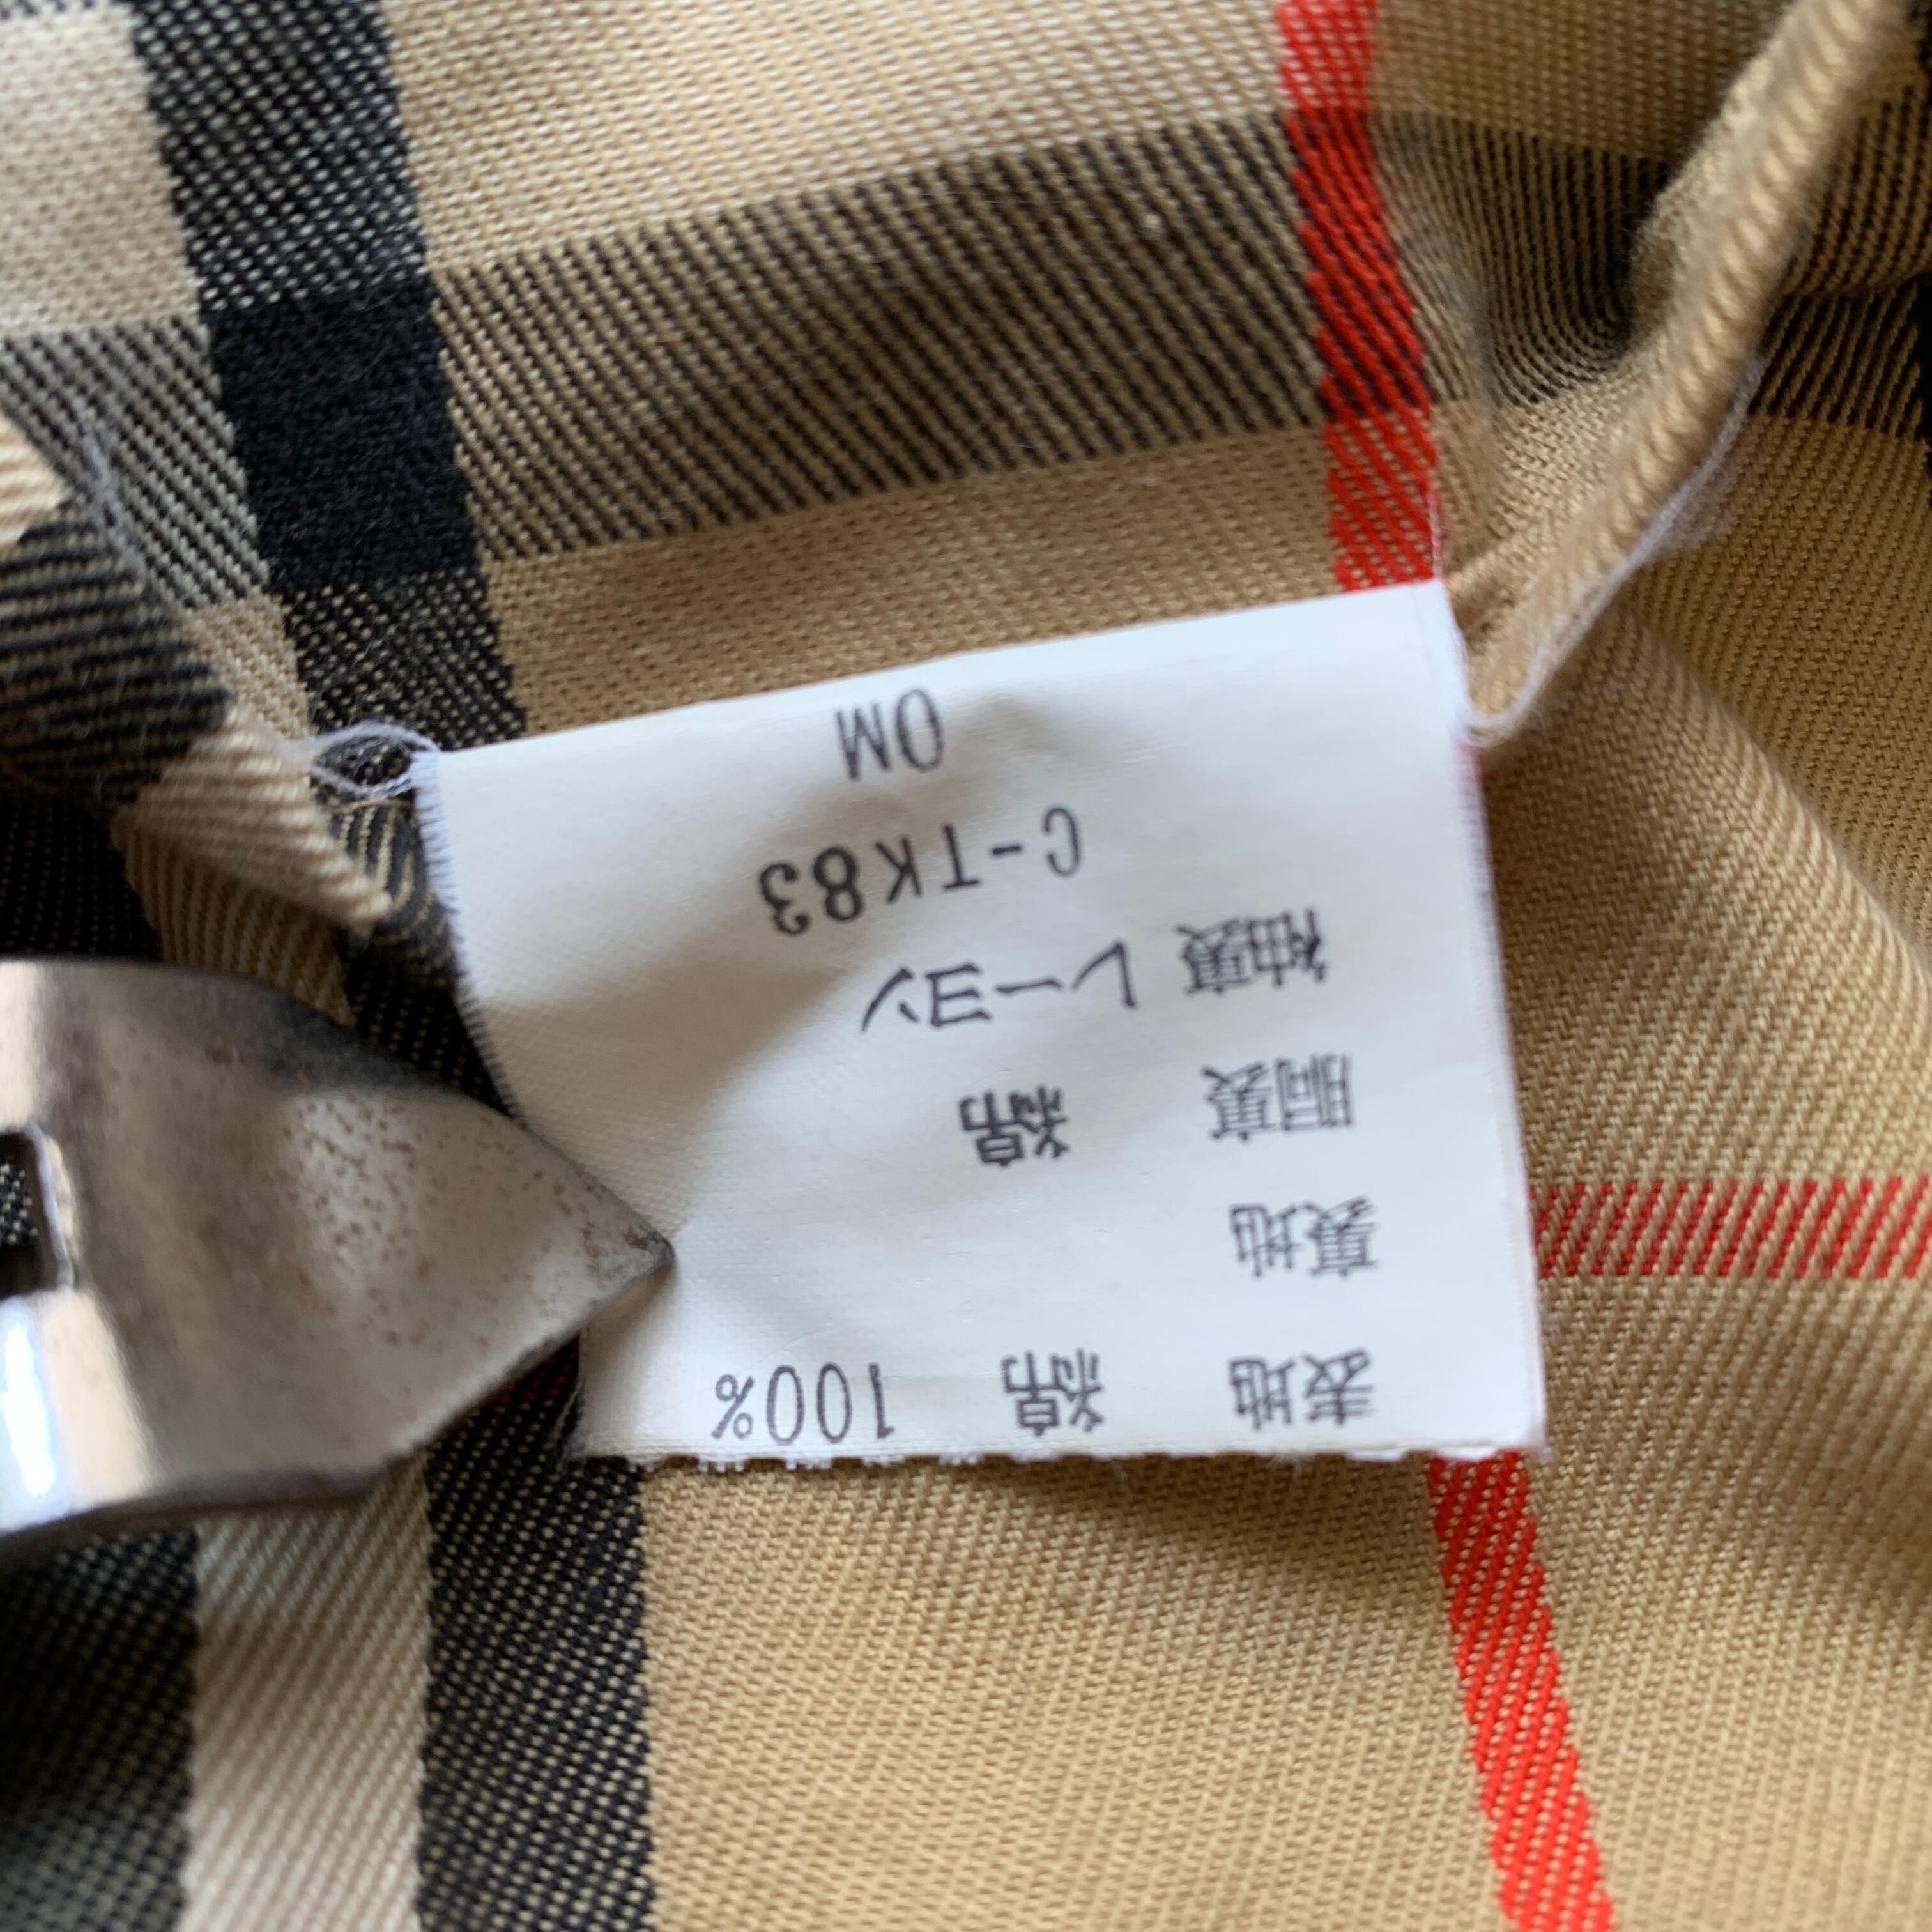 表地 綿 100%
裏地
胴裏 綿
袖裏 レーヨン
C-TK83
OM